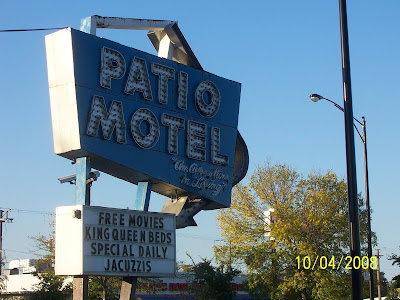 PATIO
MOTEL
FREE MOVIES
KING QUEEN BEDS
SPECIAL DAILY
JACUZZIS
10/04/2008